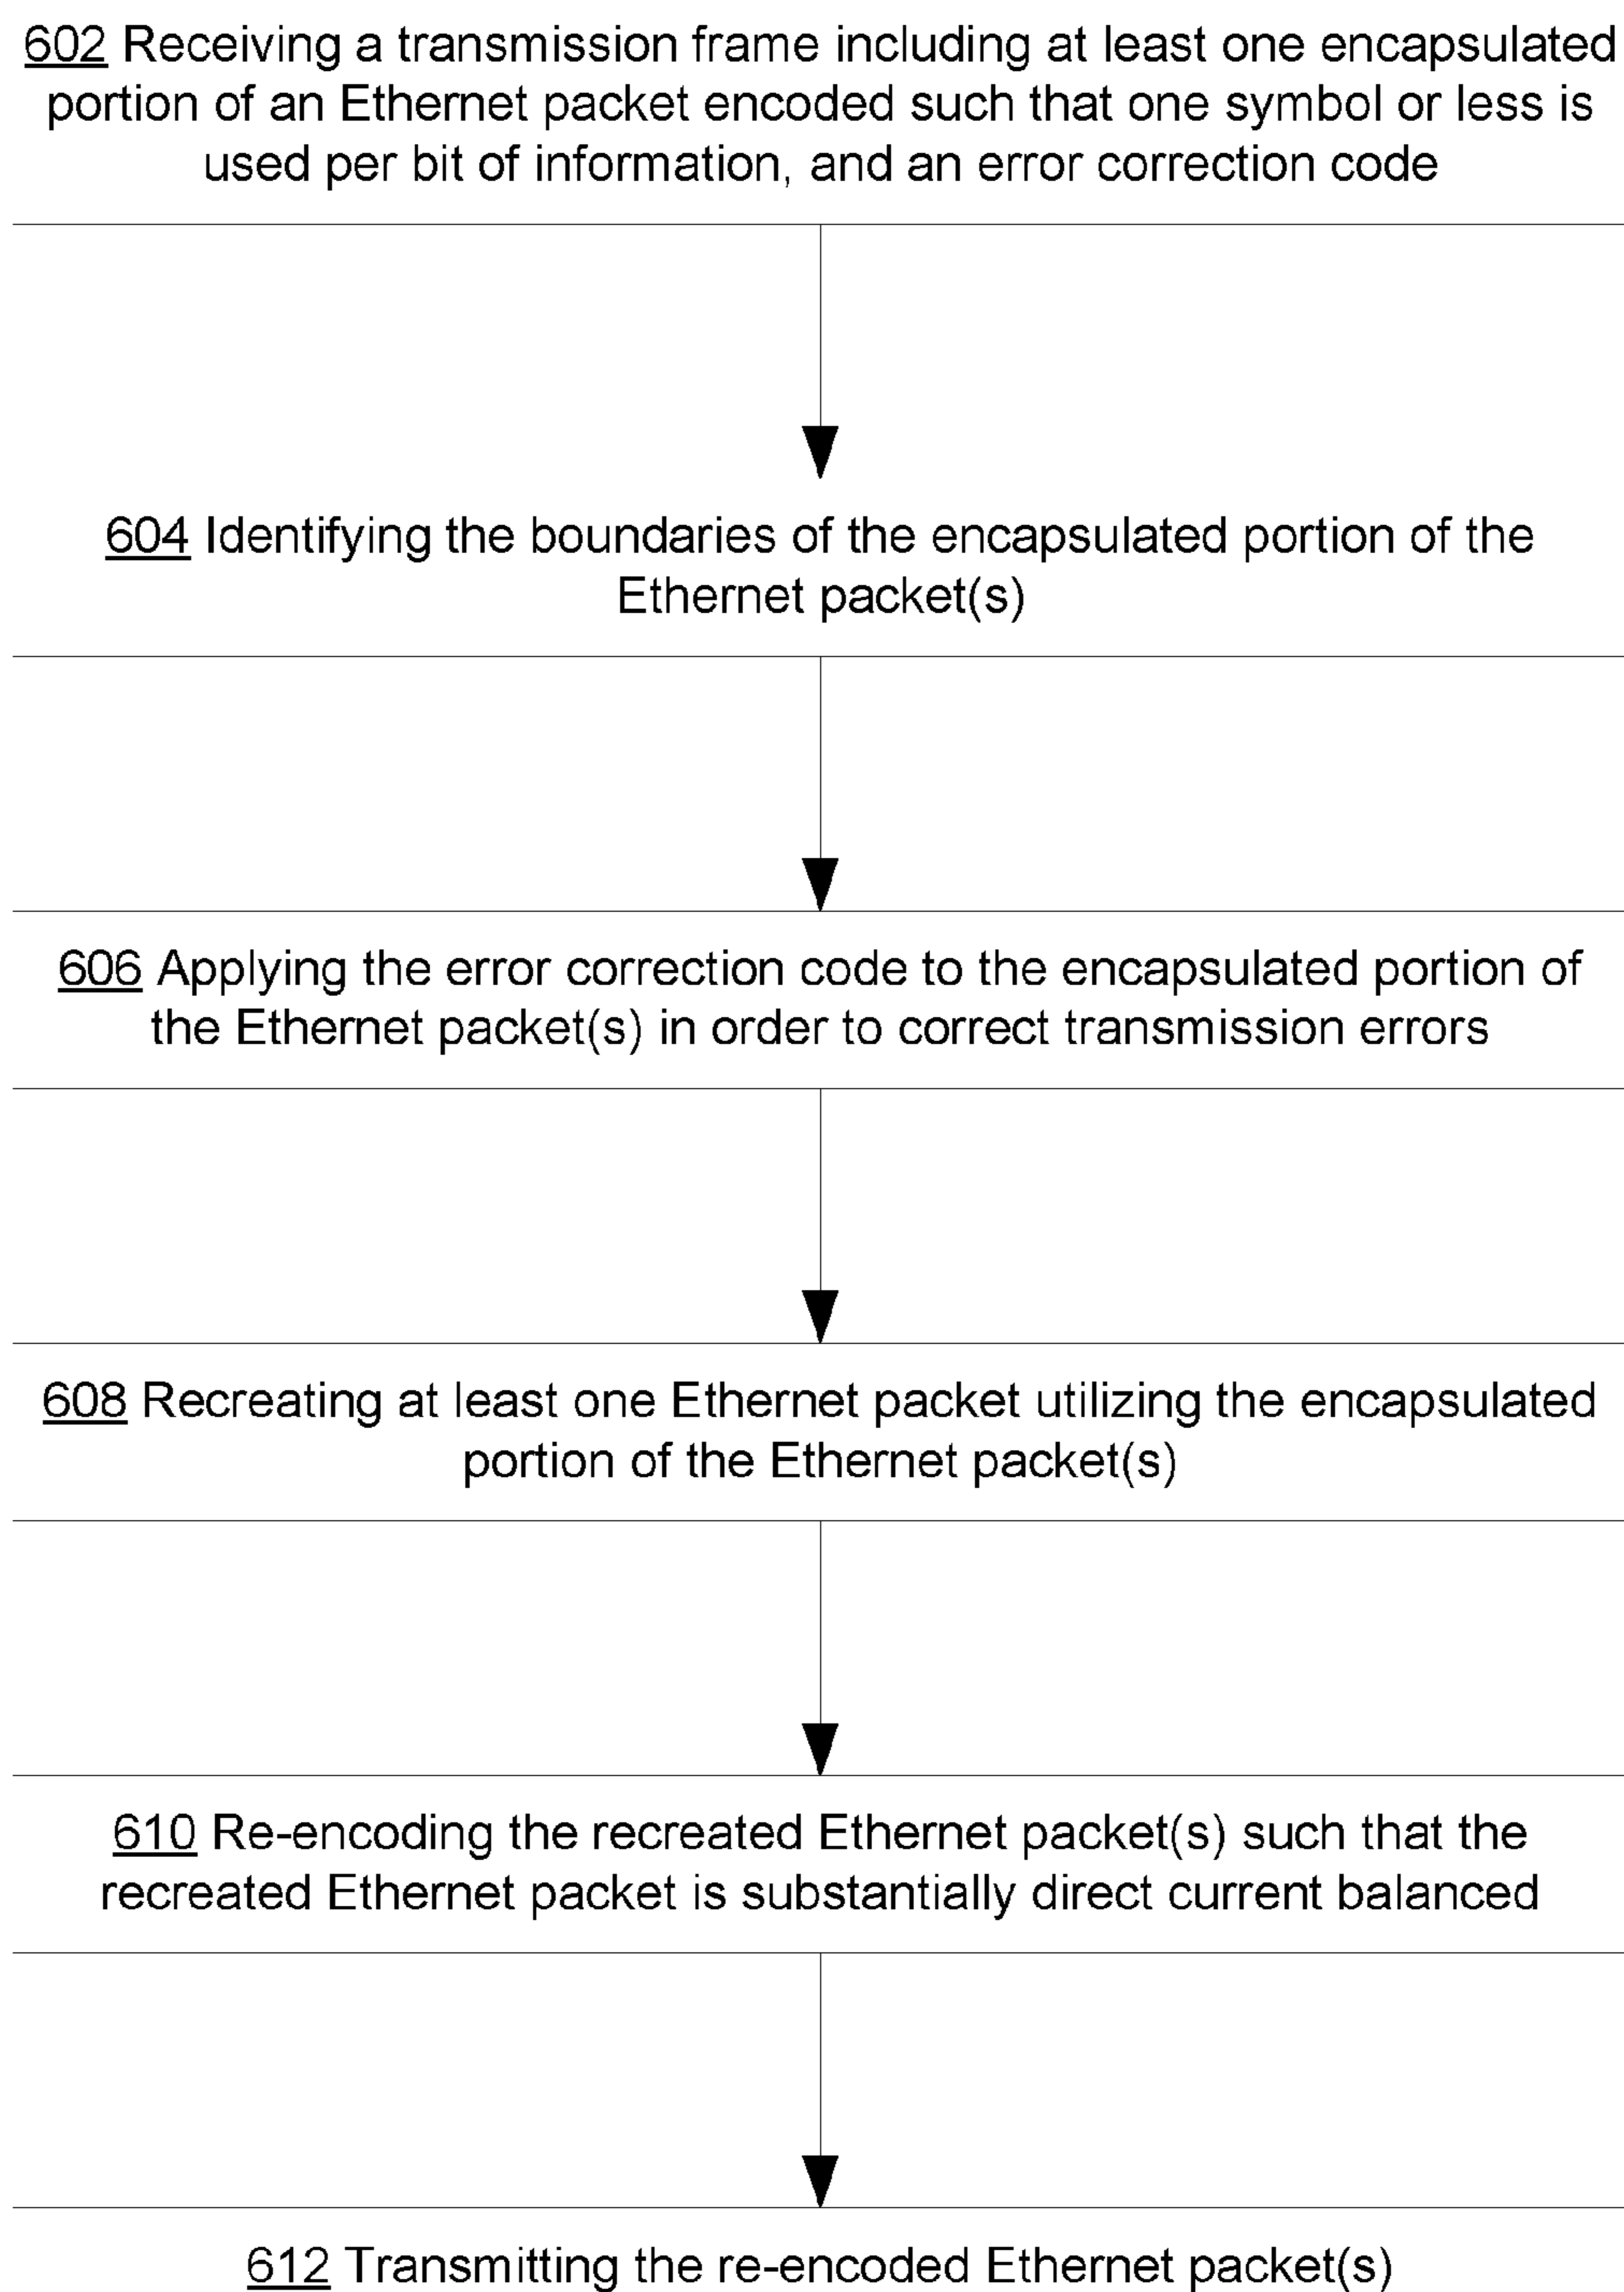 602 Receiving a transmission frame including at least one encapsulated
portion of an Ethernet packet encoded such that one symbol or less is
used per bit of information, and an error correction code
604 Identifying the boundaries of the encapsulated portion of the
Ethernet packet(s)
606 Applying the error correction code to the encapsulated portion of
the Ethernet packet(s) in order to correct transmission errors
608 Recreating at least one Ethernet packet utilizing the encapsulated
portion of the Ethernet packet(s)
610 Re-encoding the recreated Ethernet packet(s) such that the
recreated Ethernet packet is substantially direct current balanced
612 Transmitting the re-encoded Ethernet packet(s)